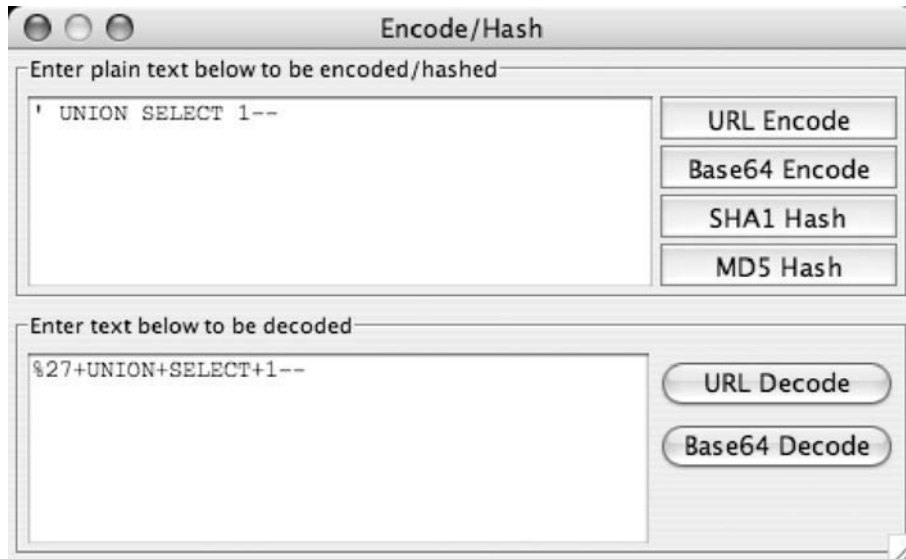 Encode/Hash
Enter plain text below to be encoded/hashed
' UNION SELECT 1--
URL Encode
Base64 Encode
SHA1 Hash
MD5 Hash
Enter text below to be decoded
%27+UNION+SELECT+1--
URL Decode
Base64 Decode